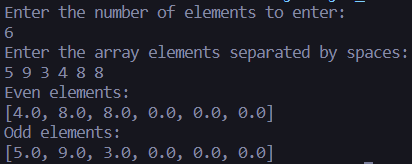 Enter the number of elements to enter:
6
Enter the array elements separated by spaces:
5 9 3 4 8 8
Even elements:
[4.0, 8.0, 8.0, 0.0, 0.0, 0.0]
Odd elements:
[5.0, 9.0, 3.0, 0.0, 0.0, 0.0]